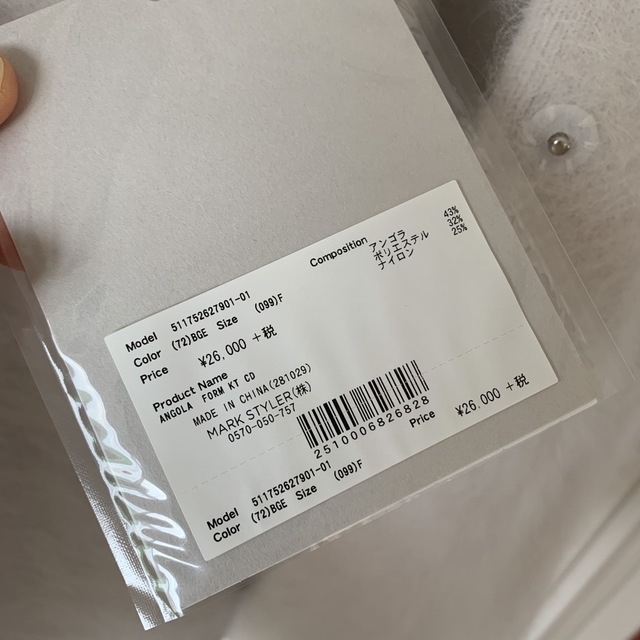 Model 511752627901-01
Color (72)BGE Size (099)F
Price ¥26,000 +税
Composition アンゴラ 43%
ポリエステル 32%
ナイロン 25%
Product Name
ANGOLA FORM KT CD
MADE IN CHINA(281029)
MARK STYLER(株)
0570-050-757
2510006826828
Price ¥26,000 +税
Model 511752627901-01
Color (72)BGE Size (099)F